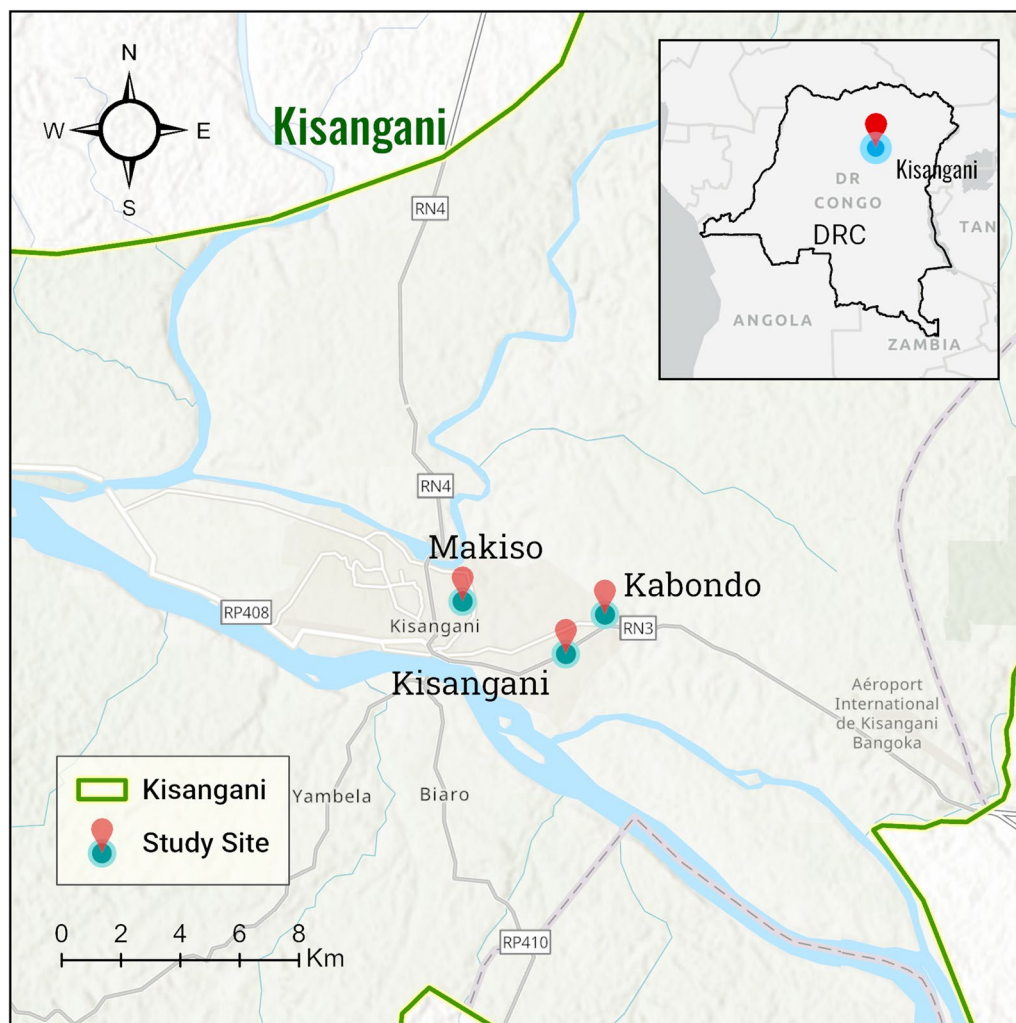 N
W
E
S
Kisangani
RN4
DR
CONGO
DRC
Kisangani
TAN
ANGOLA
ZAMBIA
RN4
Makiso
Kabondo
RP408
Kisangani
RN3
Kisangani
Aéroport
International
de Kisangani
Bangoka
Kisangani
Study Site
Yambela
Biaro
0 2 4 6 8
Km
RP410